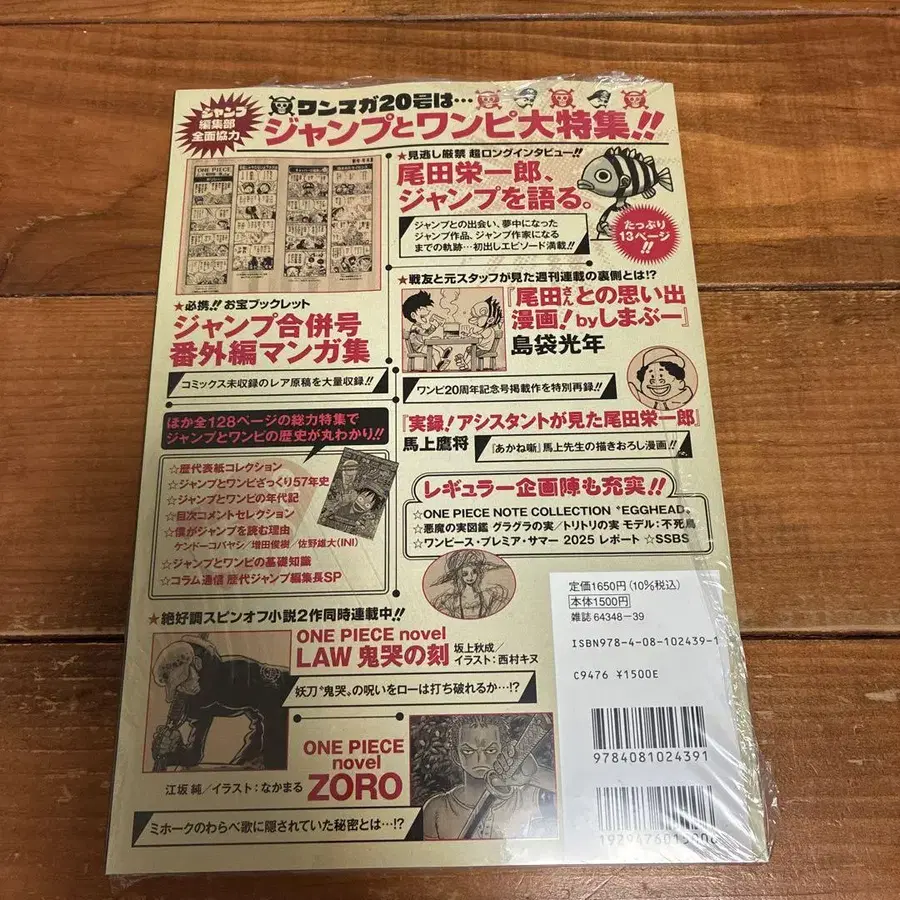 ジャンプ
編集部
全面協力
ワンマガ20号は…
ジャンプとワンピ大特集!!
★見逃し厳禁 超ロングインタビュー!!
尾田栄一郎、
ジャンプを語る。
ジャンプとの出会い、夢中になった
ジャンプ作品、ジャンプ作家になる
までの軌跡…初出しエピソード満載!!
たっぷり
13ページ
!!
ONE PIECE
★必携!! お宝ブックレット
ジャンプ合併号
番外編マンガ集
コミックス未収録のレア原稿を大量収録!!
★戦友と元スタッフが見た週刊連載の裏側とは!?
『尾田さんとの思い出
漫画! byしまぶー』
島袋光年
ワンピ20周年記念号掲載作を特別再録!!
『実録! アシスタントが見た尾田栄一郎』
馬上鷹将
『あかね噺』馬上先生の描きおろし漫画!!
ほか全128ページの総力特集で
ジャンプとワンピの歴史が丸わかり!!
☆歴代表紙コレクション
☆ジャンプとワンピざっくり57年史
☆ジャンプとワンピの年代記
☆目次コメントセレクション
☆僕がジャンプを読む理由
ケンドーコバヤシ/増田俊樹/佐野雄大(INI)
☆ジャンプとワンピの基礎知識
☆コラム通信 歴代ジャンプ編集長SP
レギュラー企画陣も充実!!
☆ONE PIECE NOTE COLLECTION "EGGHEAD"
☆悪魔の実図鑑 グラグラの実/トリトリの実 モデル:不死鳥
☆ワンピース・プレミア・サマー 2025 レポート ☆SSBS
★絶好調スピンオフ小説2作同時連載中!!
ONE PIECE novel
LAW 鬼哭の刻
坂上秋成/
イラスト:西村キヌ
妖刀"鬼哭"の呪いをローは打ち破れるか…!?
ONE PIECE
novel
ZORO
江坂 純/イラスト:なかまる
ミホークのわらべ歌に隠されていた秘密とは…!?
定価1650円(10%税込)
本体1500円
雑誌 64348-39
ISBN978-4-08-102439-1
C9476 ¥1500E
9784081024391